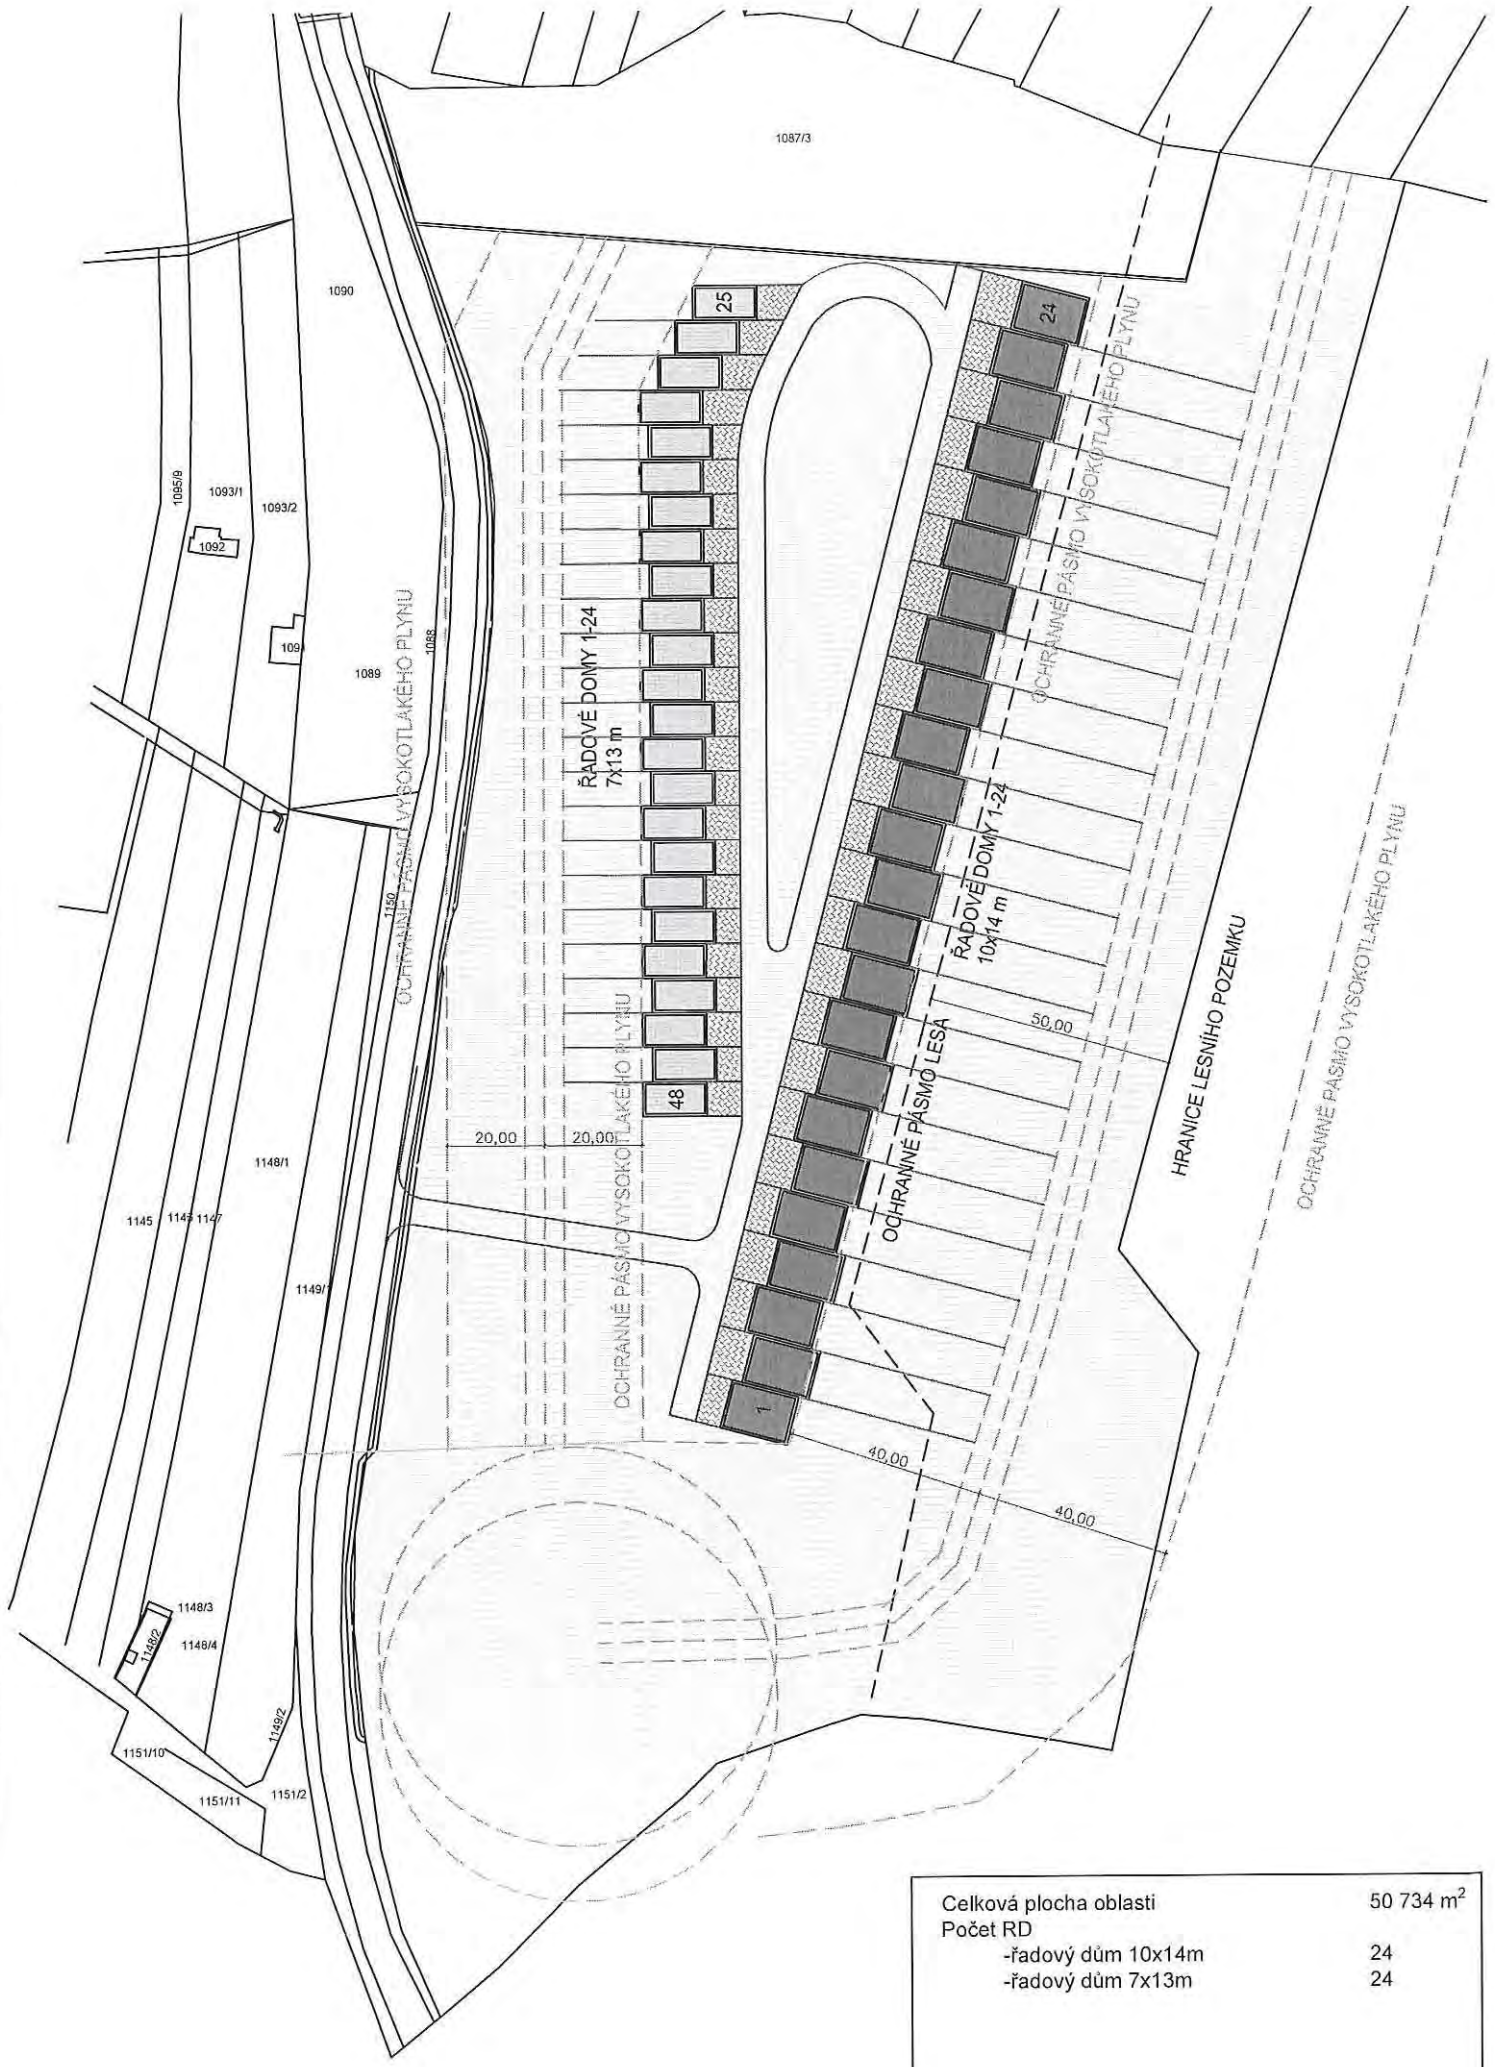 1087/3
1090
25
24
1095/9
1093/1
1093/2
1092
1089
1088
OCHRANNÉ PÁSMO VYSOKOTLAKÉHO PLYNU
ŘADOVÉ DOMY 1-24
7x13 m
OCHRANNÉ PÁSMO VYSOKOTLAKÉHO PLYNU
1150
ŘADOVÉ DOMY 1-24
10x14 m
OCHRANNÉ PÁSMO LESA
50,00
HRANICE LESNÍHO POZEMKU
OCHRANNÉ PÁSMO VYSOKOTLAKÉHO PLYNU
48
20,00
20,00
OCHRANNÉ PÁSMO VYSOKOTLAKÉHO PLYNU
1148/1
1145
1147
1149/1
1
40,00
40,00
1148/3
1148/2
1148/4
1149/2
1151/10
1151/2
1151/11
Celková plocha oblasti 50 734 m²
Počet RD
-řadový dům 10x14m 24
-řadový dům 7x13m 24